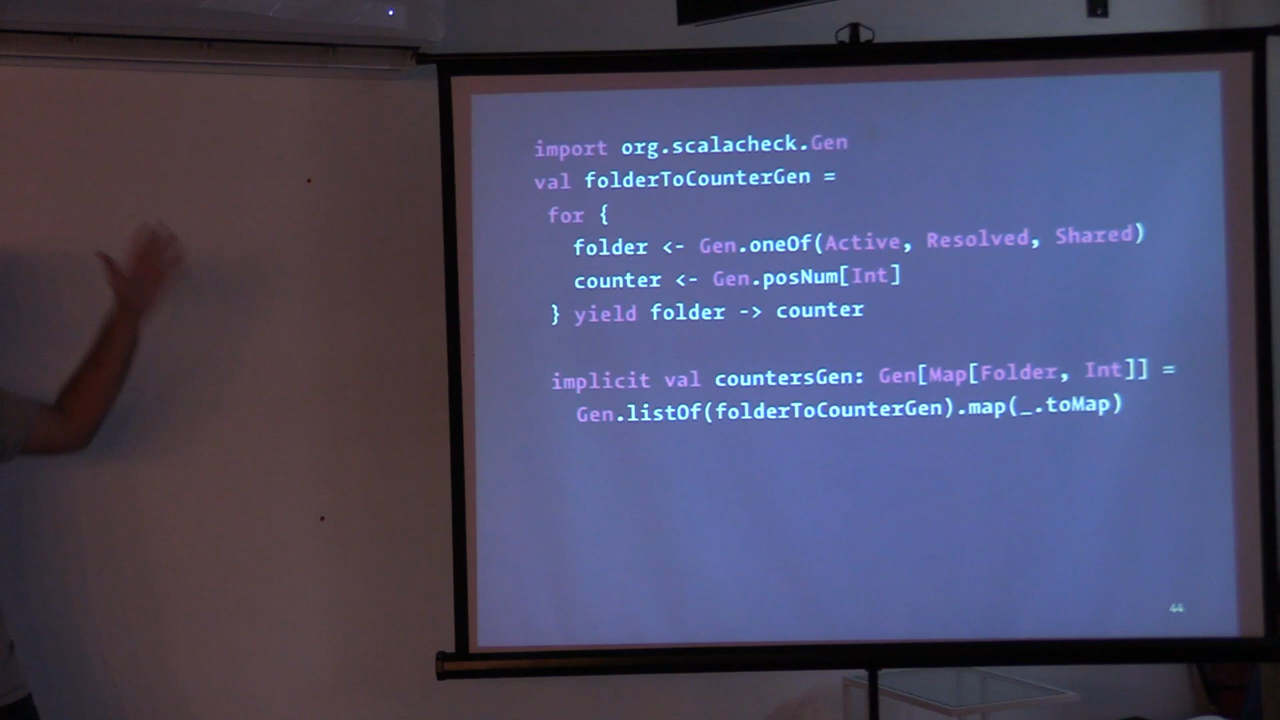 import org.scalacheck.Gen
val folderToCounterGen =
for {
folder <- Gen.oneOf(Active, Resolved, Shared)
counter <- Gen.posNum[Int]
} yield folder -> counter
implicit val countersGen: Gen[Map[Folder, Int]] =
Gen.listOf(folderToCounterGen).map(_.toMap)
44